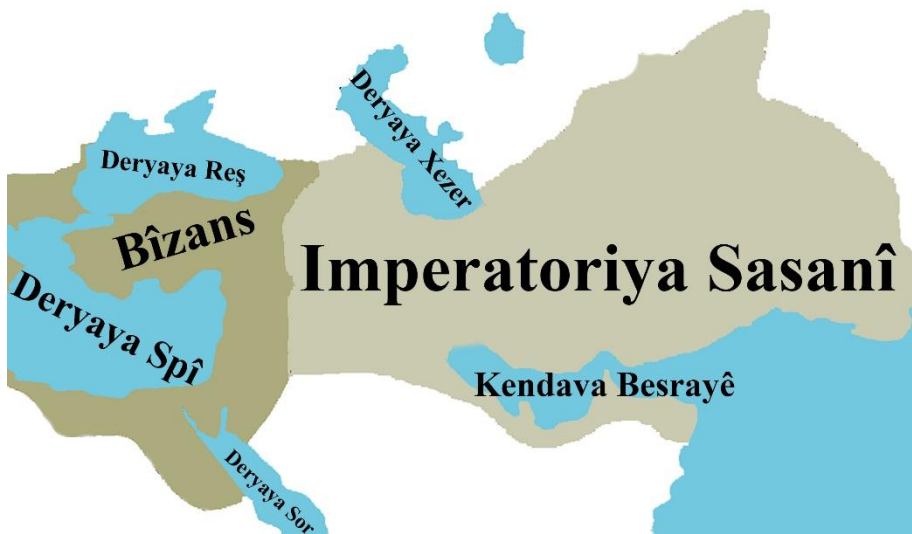 Deryaya Xezer
Deryaya Reş
Bîzans
Imperatoriya Sasanî
Deryaya Spî
Kendava Besrayê
Deryaya Sor